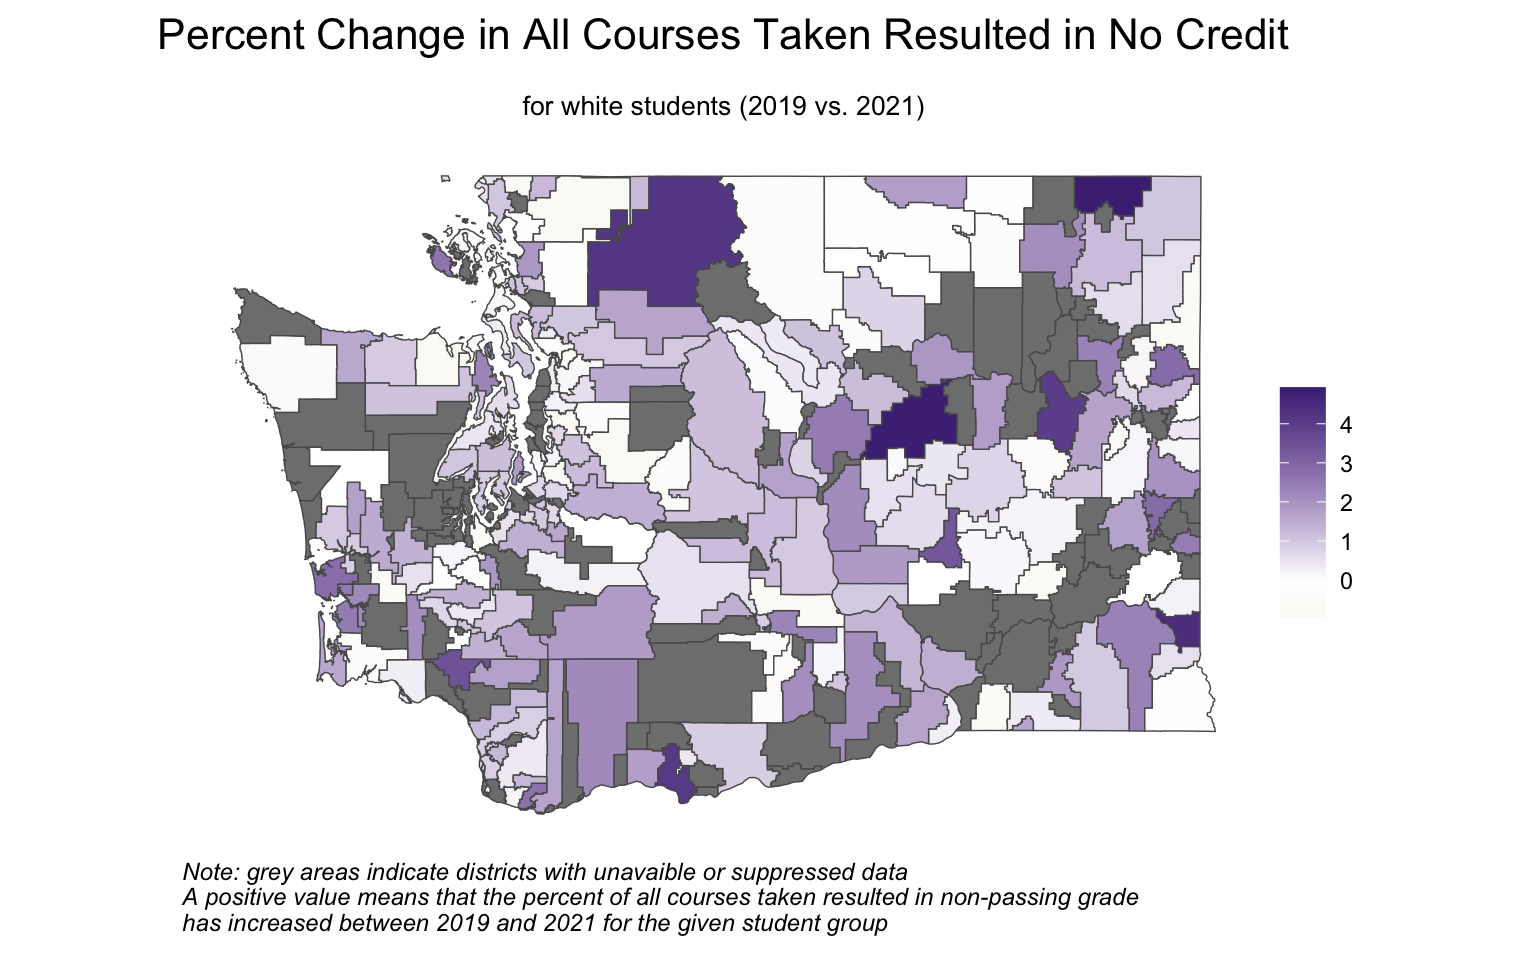 Percent Change in All Courses Taken Resulted in No Credit
for white students (2019 vs. 2021)
4
3
2
1
0
Note: grey areas indicate districts with unavaible or suppressed data
A positive value means that the percent of all courses taken resulted in non-passing grade
has increased between 2019 and 2021 for the given student group